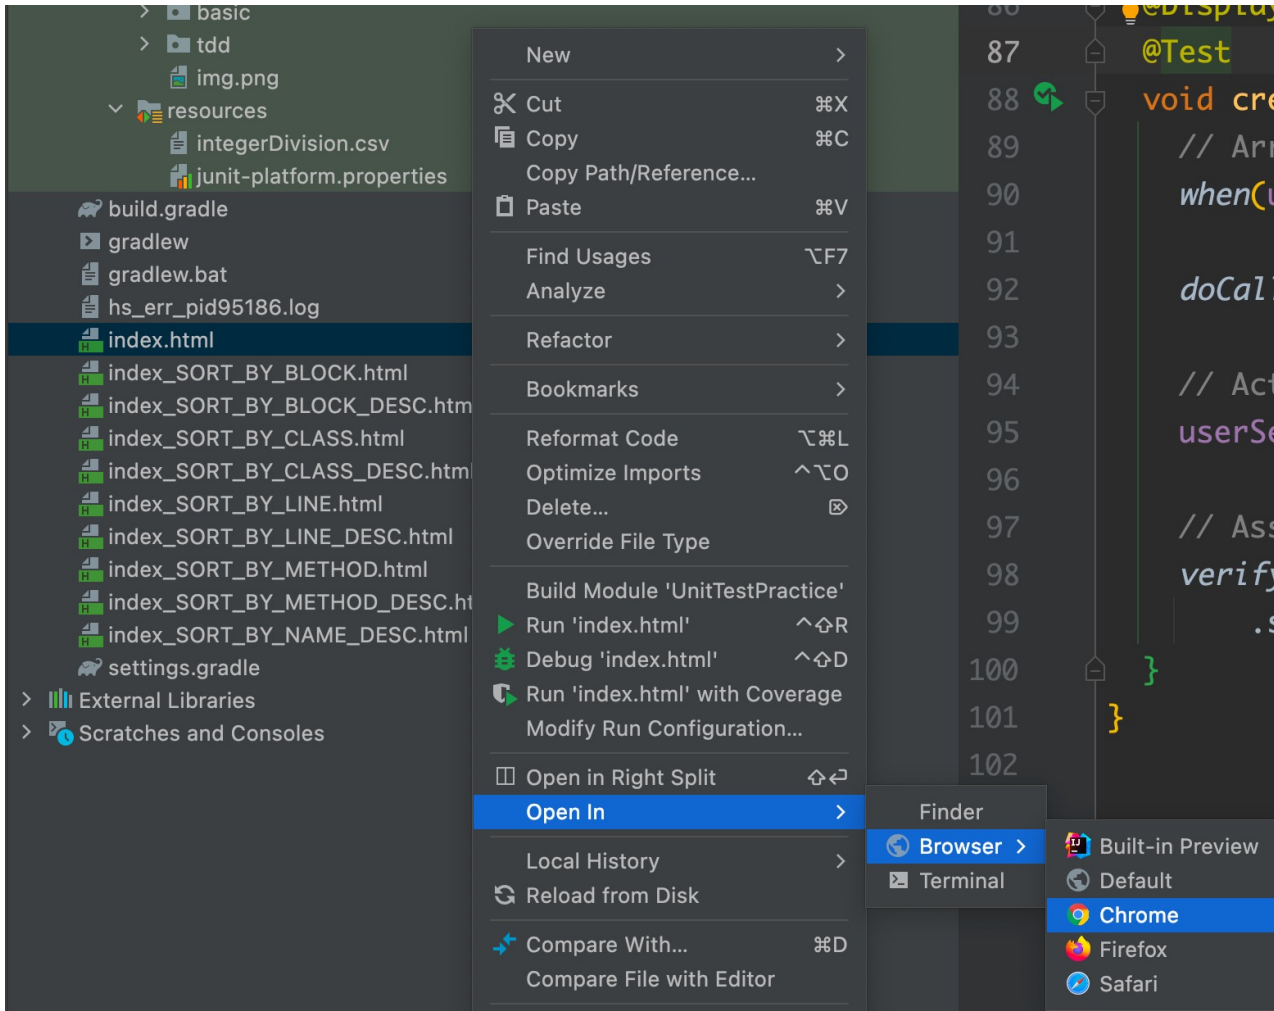 basic
tdd
img.png
resources
integerDivision.csv
junit-platform.properties
build.gradle
gradlew
gradlew.bat
hs_err_pid95186.log
index.html
index_SORT_BY_BLOCK.html
index_SORT_BY_BLOCK_DESC.htm
index_SORT_BY_CLASS.html
index_SORT_BY_CLASS_DESC.html
index_SORT_BY_LINE.html
index_SORT_BY_LINE_DESC.html
index_SORT_BY_METHOD.html
index_SORT_BY_METHOD_DESC.ht
index_SORT_BY_NAME_DESC.html
settings.gradle
External Libraries
Scratches and Consoles
New
Cut ⌘X
Copy ⌘C
Copy Path/Reference...
Paste ⌘V
Find Usages ⌥F7
Analyze
Refactor
Bookmarks
Reformat Code ⌥⌘L
Optimize Imports ^⌥O
Delete... ⌦
Override File Type
Build Module 'UnitTestPractice'
Run 'index.html' ^⇧R
Debug 'index.html' ^⇧D
Run 'index.html' with Coverage
Modify Run Configuration...
Open in Right Split ⇧⏎
Open In
Local History
Reload from Disk
Compare With... ⌘D
Compare File with Editor
Finder
Browser
Terminal
Built-in Preview
Default
Chrome
Firefox
Safari
86 @Display
87 @Test
88 void cre
89 // Arr
90 when(u
91
92 doCal
93
94 // Act
95 userSe
96
97 // Ass
98 verify
99 .s
100 }
101 }
102